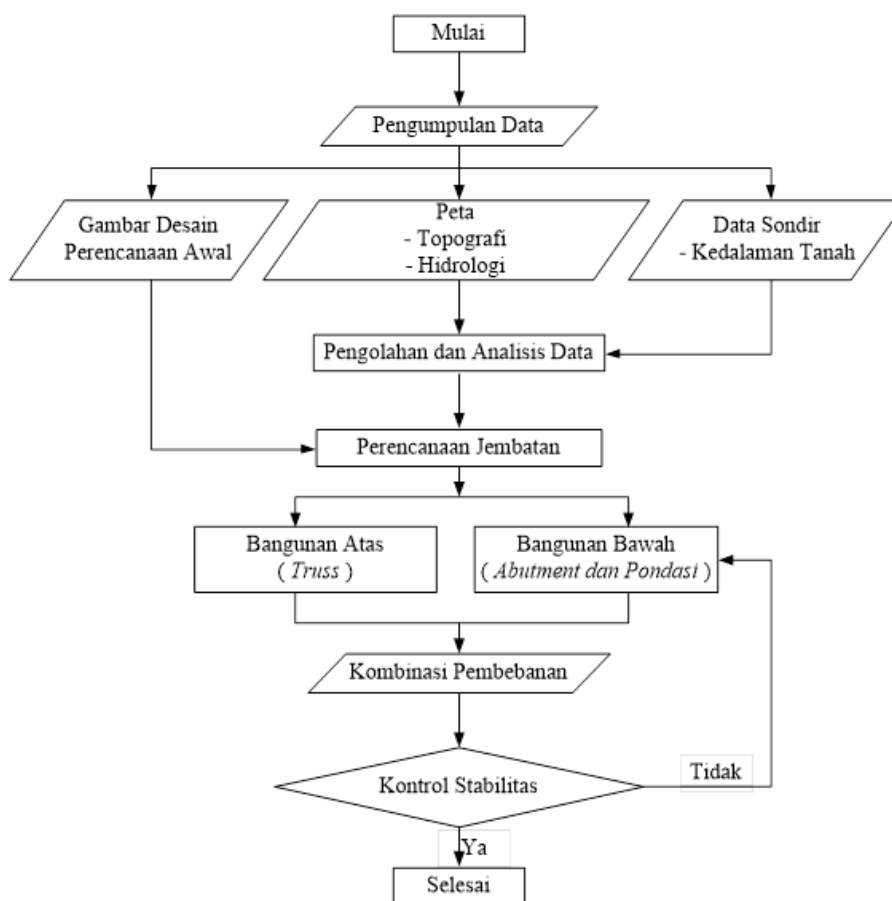 Mulai
Pengumpulan Data
Gambar Desain
Perencanaan Awal
Peta
- Topografi
- Hidrologi
Data Sondir
- Kedalaman Tanah
Pengolahan dan Analisis Data
Perencanaan Jembatan
Bangunan Atas
( Truss )
Bangunan Bawah
( Abutment dan Pondasi )
Kombinasi Pembebanan
Kontrol Stabilitas
Tidak
Ya
Selesai